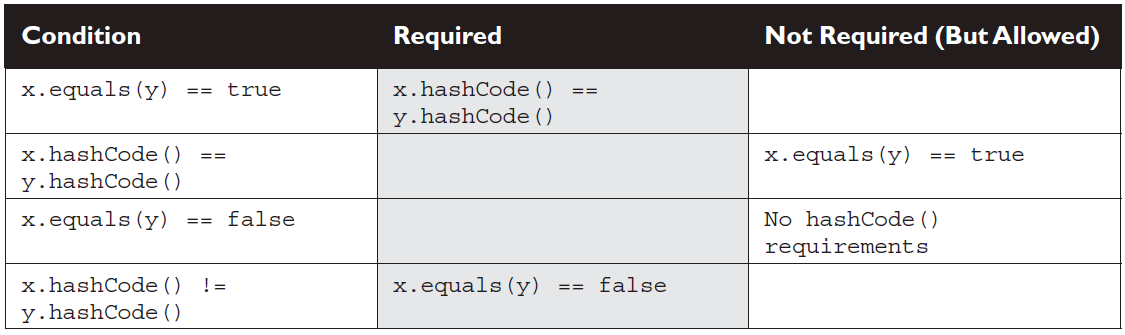 Condition Required Not Required (But Allowed)
x.equals(y) == true x.hashCode() ==
y.hashCode()
x.hashCode() == x.equals(y) == true
y.hashCode()
x.equals(y) == false No hashCode()
requirements
x.hashCode() != x.equals(y) == false
y.hashCode()